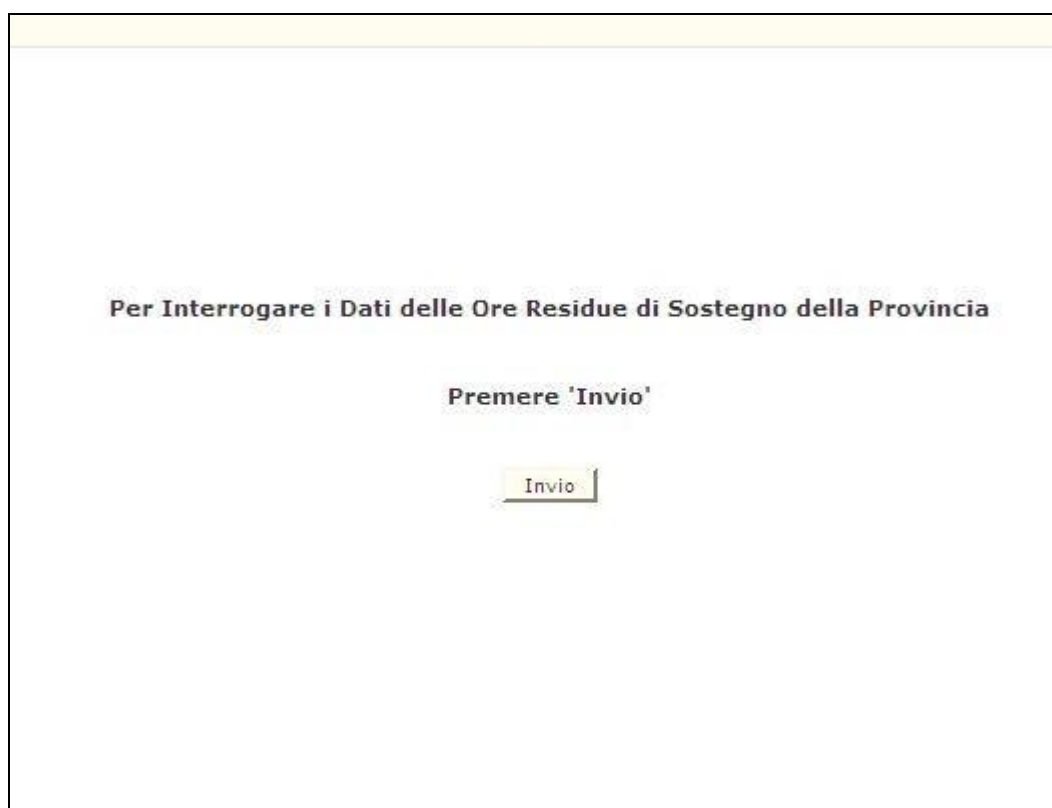 Per Interrogare i Dati delle Ore Residue di Sostegno della Provincia
Premere 'Invio'
Invio